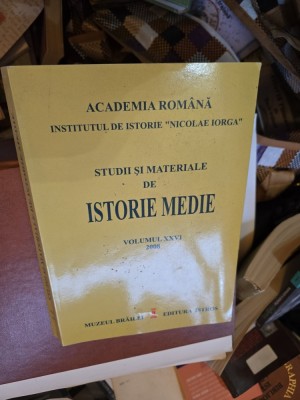 ACADEMIA ROMÂNĂ
INSTITUTUL DE ISTORIE "NICOLAE IORGA"
STUDII ȘI MATERIALE
DE
ISTORIE MEDIE
VOLUMUL XXVI
2008
MUZEUL BRĂILEI
EDITURA ISTROS